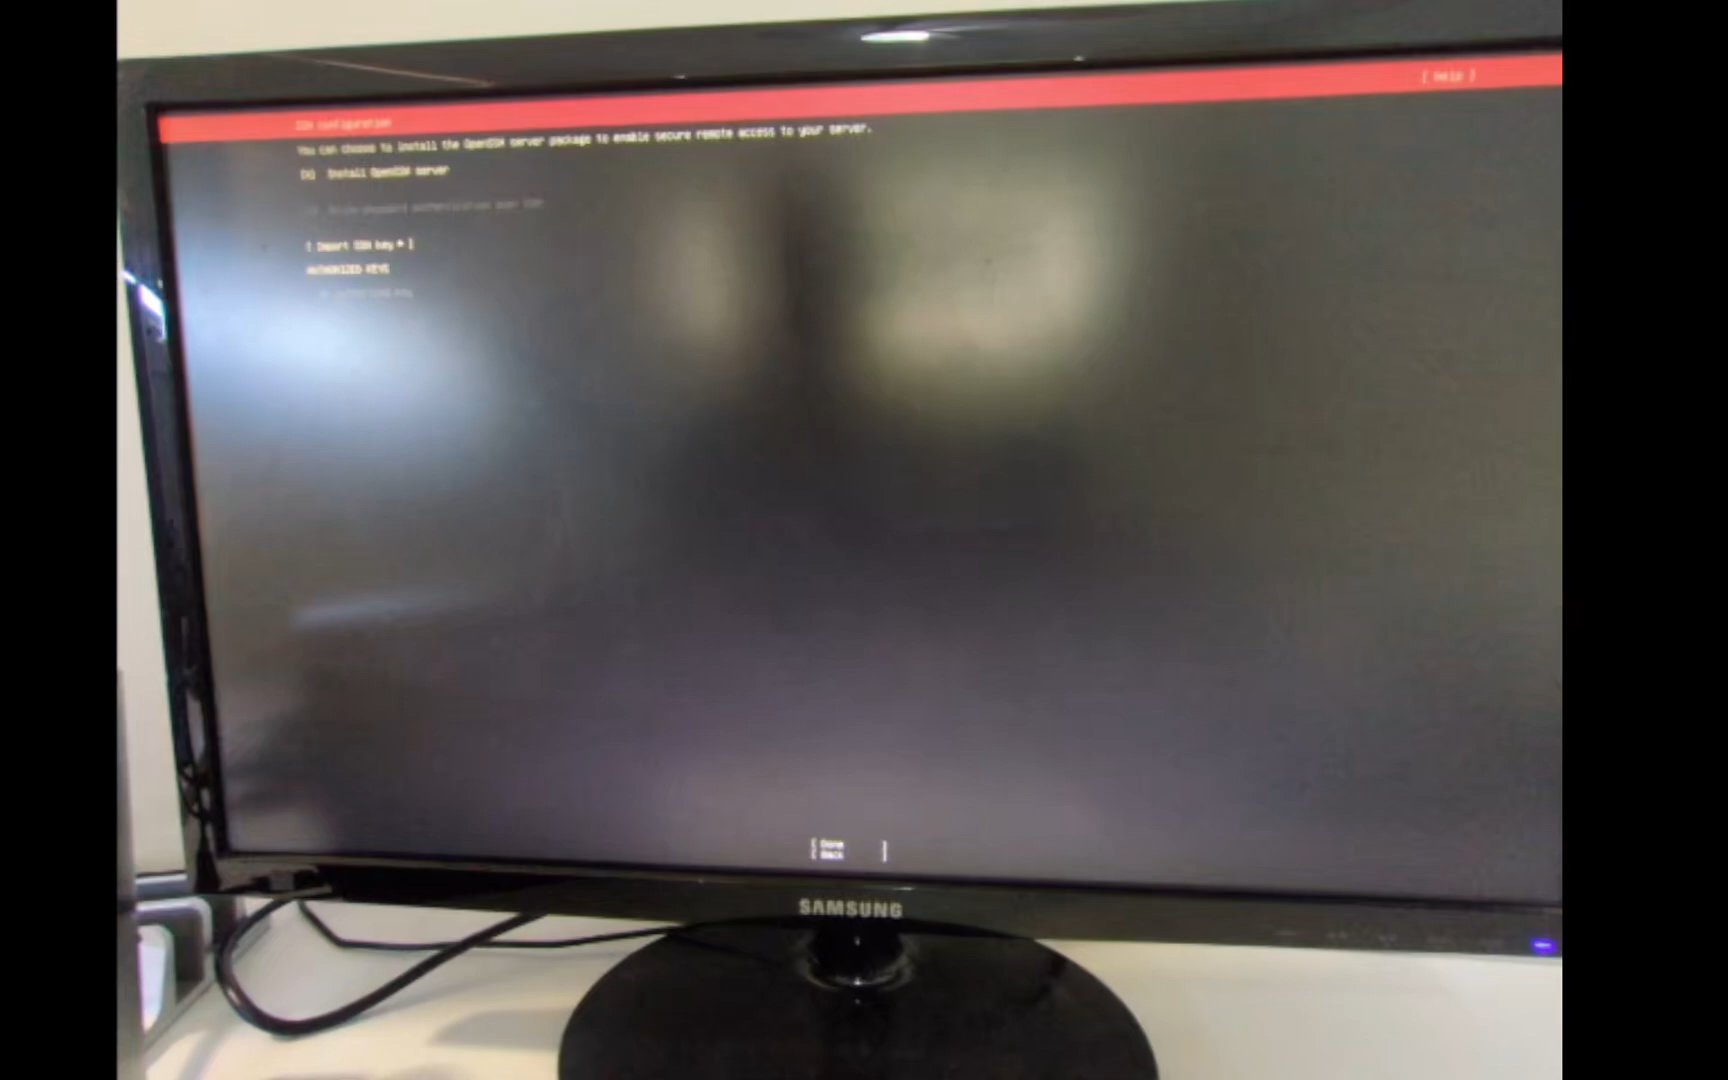 [ Help ]
SSH configuration
You can choose to install the OpenSSH server package to enable secure remote access to your server.
[X] Install OpenSSH server
[ Import SSH key ▸ ]
AUTHORIZED KEYS
[ Done ]
[ Back ]
SAMSUNG